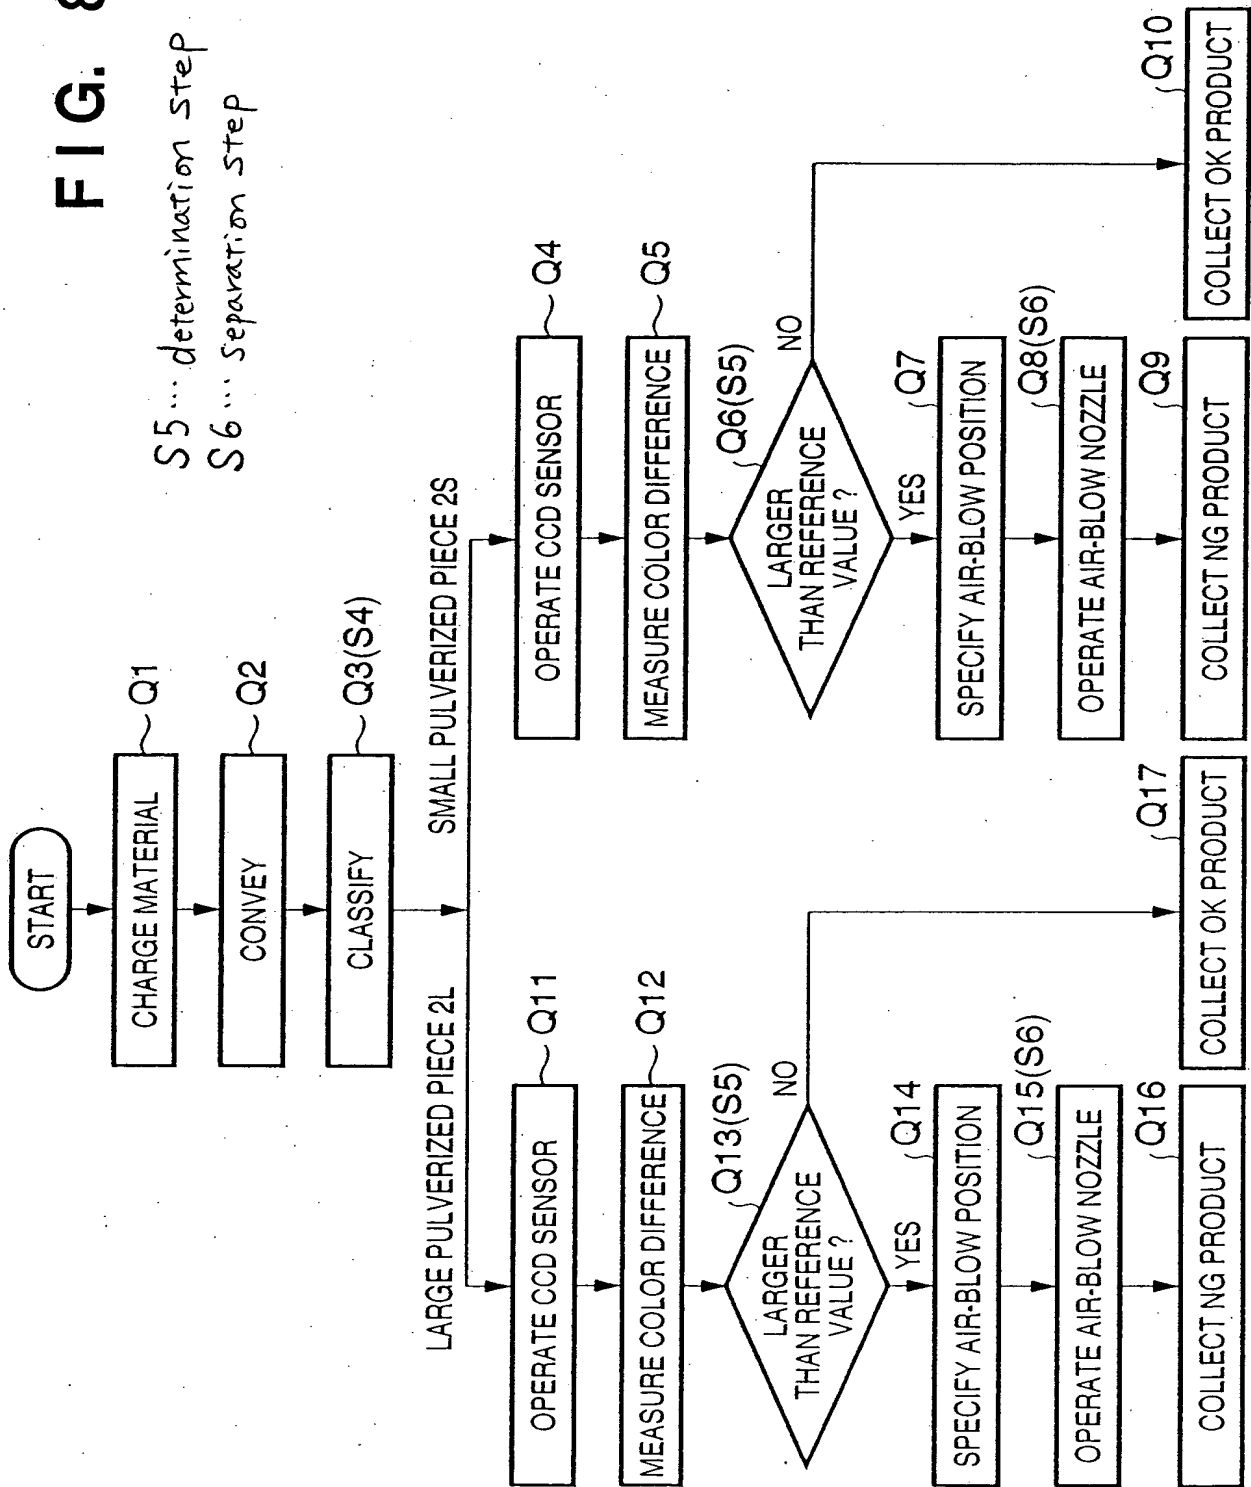 FIG. 8
S5... determination step
S6... separation step
START
CHARGE MATERIAL
Q1
CONVEY
Q2
CLASSIFY
Q3(S4)
LARGE PULVERIZED PIECE 2L
SMALL PULVERIZED PIECE 2S
OPERATE CCD SENSOR
Q11
MEASURE COLOR DIFFERENCE
Q12
LARGER
THAN REFERENCE
VALUE ?
Q13(S5)
NO
YES
SPECIFY AIR-BLOW POSITION
Q14
OPERATE AIR-BLOW NOZZLE
Q15(S6)
COLLECT NG PRODUCT
Q16
COLLECT OK PRODUCT
Q17
OPERATE CCD SENSOR
Q4
MEASURE COLOR DIFFERENCE
Q5
LARGER
THAN REFERENCE
VALUE ?
Q6(S5)
NO
YES
SPECIFY AIR-BLOW POSITION
Q7
OPERATE AIR-BLOW NOZZLE
Q8(S6)
COLLECT NG PRODUCT
Q9
COLLECT OK PRODUCT
Q10